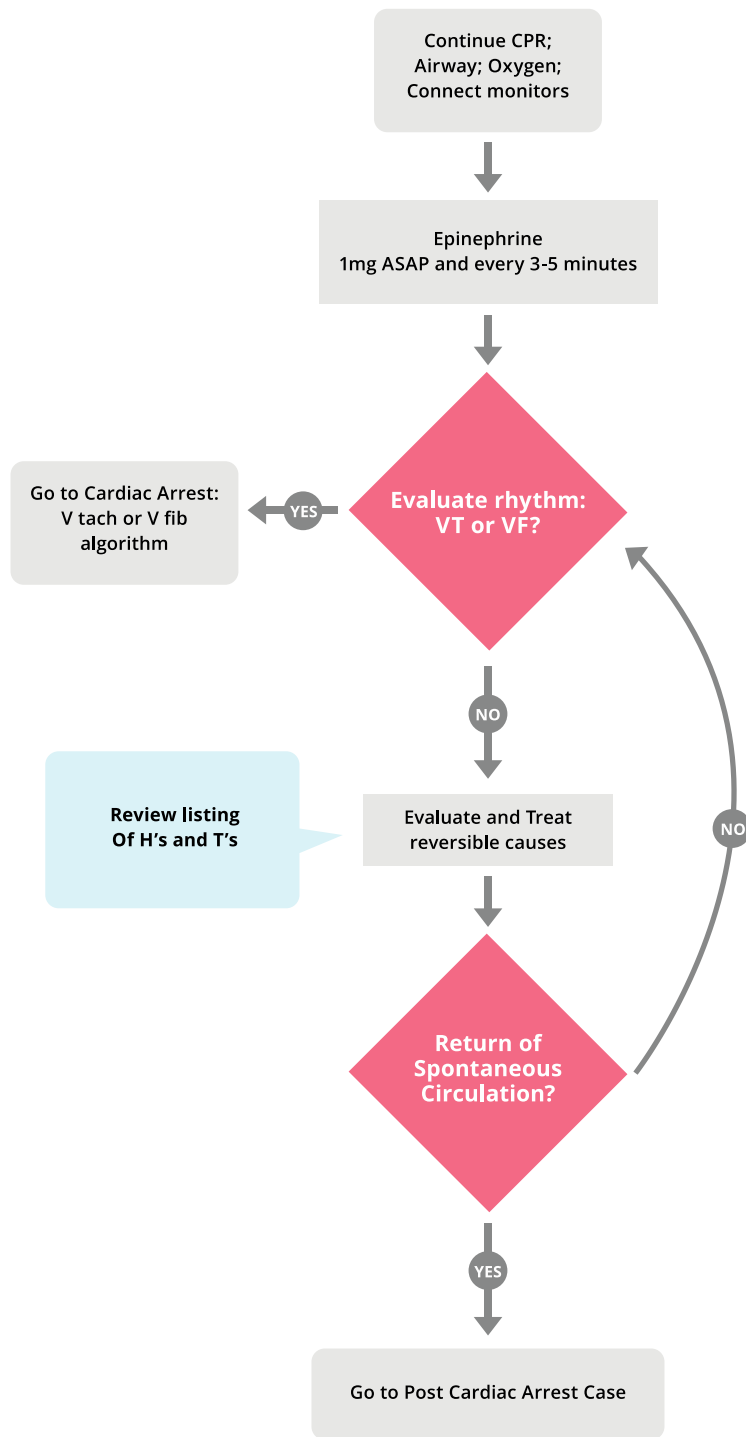 Continue CPR;
Airway; Oxygen;
Connect monitors
Epinephrine
1mg ASAP and every 3-5 minutes
Evaluate rhythm:
VT or VF?
YES
Go to Cardiac Arrest:
V tach or V fib
algorithm
NO
Review listing
Of H’s and T’s
Evaluate and Treat
reversible causes
NO
Return of
Spontaneous
Circulation?
YES
Go to Post Cardiac Arrest Case